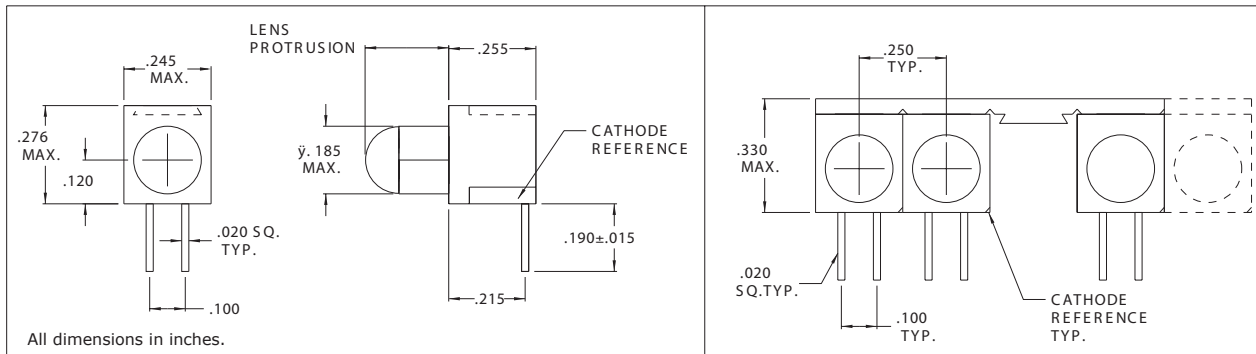 LENS
PROTRUSION
.255
.245
MAX.
.276
MAX.
.120
ÿ. 185
MAX.
CATHODE
REFERENCE
.020 SQ.
TYP.
.190±.015
.100
.215
All dimensions in inches.
.250
TYP.
.330
MAX.
.020
SQ.TYP.
.100
TYP.
CATHODE
REFERENCE
TYP.